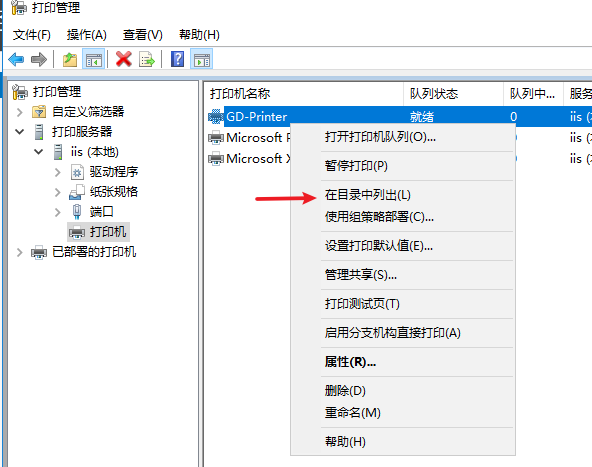 打印管理
文件(F) 操作(A) 查看(V) 帮助(H)
打印管理
自定义筛选器
打印服务器
iis (本地)
驱动程序
纸张规格
端口
打印机
已部署的打印机
打印机名称 队列状态 队列中... 服务
GD-Printer 就绪 0 iis (
Microsoft P iis (
Microsoft X iis (
打开打印机队列(O)...
暂停打印(P)
在目录中列出(L)
使用组策略部署(C)...
设置打印默认值(E)...
管理共享(S)...
打印测试页(T)
启用分支机构直接打印(A)
属性(R)...
删除(D)
重命名(M)
帮助(H)